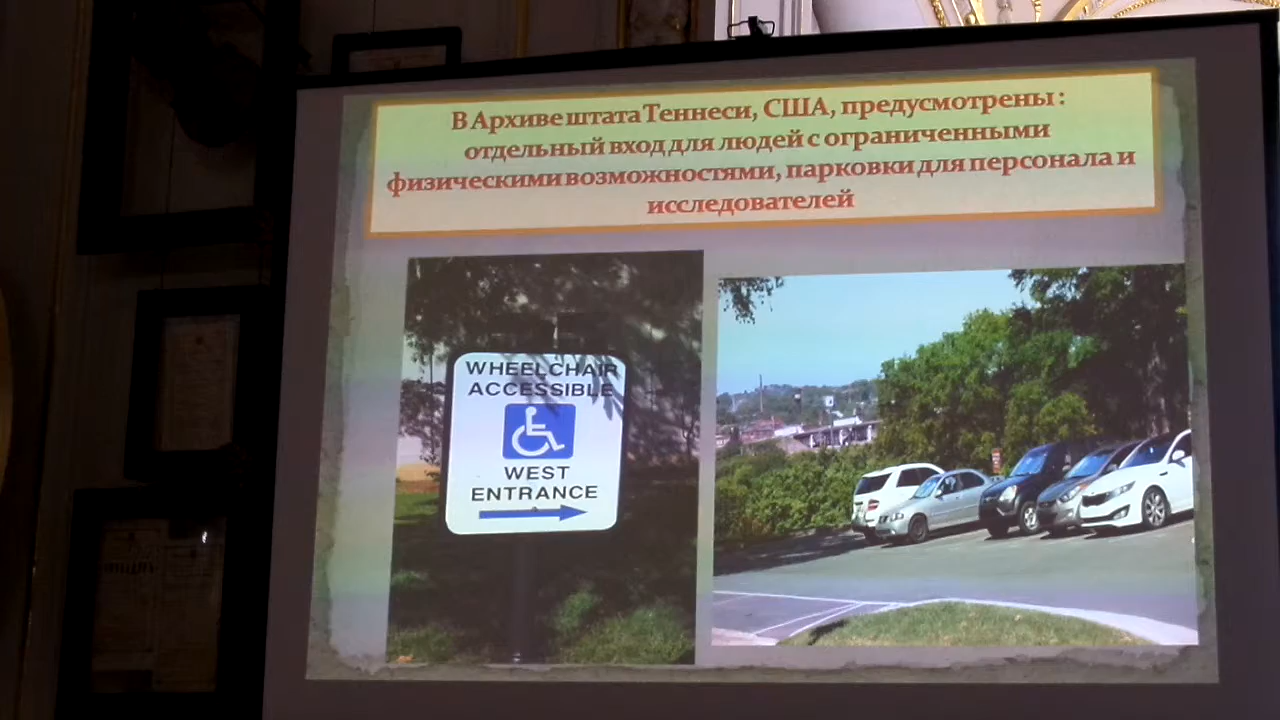 В Архиве штата Теннеси, США, предусмотрены :
отдельный вход для людей с ограниченными
физическими возможностями, парковки для персонала и
исследователей
WHEELCHAIR
ACCESSIBLE
WEST
ENTRANCE